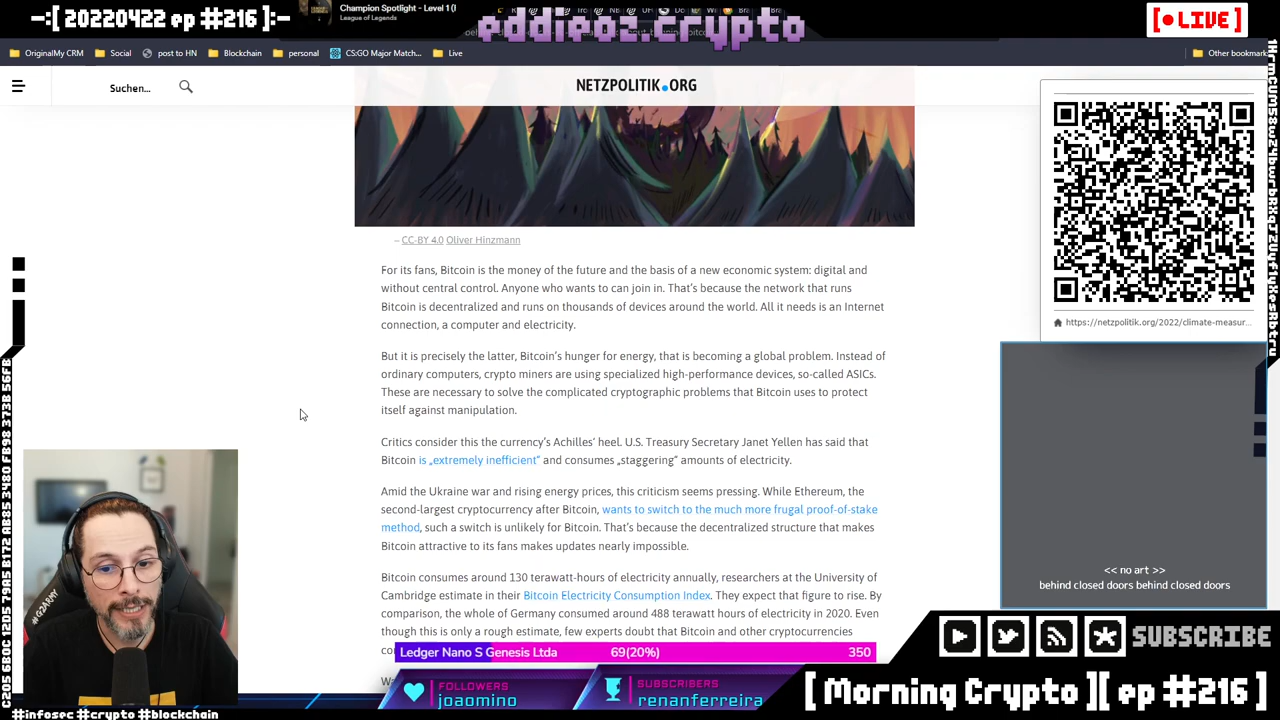 -:[ 20220422 ep #216 ]:-
Champion Spotlight - Level 1 (
League of Legends
eddieoz.crypto
[ LIVE ]
OriginalMy CRM
Social
post to HN
Blockchain
personal
CS:GO Major Match...
Live
Other bookmark
Suchen...
NETZPOLITIK.ORG
https://netzpolitik.org/2022/climate-measur...
– CC-BY 4.0 Oliver Hinzmann
For its fans, Bitcoin is the money of the future and the basis of a new economic system: digital and
without central control. Anyone who wants to can join in. That’s because the network that runs
Bitcoin is decentralized and runs on thousands of devices around the world. All it needs is an Internet
connection, a computer and electricity.
But it is precisely the latter, Bitcoin’s hunger for energy, that is becoming a global problem. Instead of
ordinary computers, crypto miners are using specialized high-performance devices, so-called ASICs.
These are necessary to solve the complicated cryptographic problems that Bitcoin uses to protect
itself against manipulation.
Critics consider this the currency’s Achilles’ heel. U.S. Treasury Secretary Janet Yellen has said that
Bitcoin is „extremely inefficient“ and consumes „staggering“ amounts of electricity.
Amid the Ukraine war and rising energy prices, this criticism seems pressing. While Ethereum, the
second-largest cryptocurrency after Bitcoin, wants to switch to the much more frugal proof-of-stake
method, such a switch is unlikely for Bitcoin. That’s because the decentralized structure that makes
Bitcoin attractive to its fans makes updates nearly impossible.
Bitcoin consumes around 130 terawatt-hours of electricity annually, researchers at the University of
Cambridge estimate in their Bitcoin Electricity Consumption Index. They expect that figure to rise. By
comparison, the whole of Germany consumed around 488 terawatt hours of electricity in 2020. Even
though this is only a rough estimate, few experts doubt that Bitcoin and other cryptocurrencies
#G2ARMY
<< no art >>
behind closed doors behind closed doors
Ledger Nano S Genesis Ltda
69(20%)
350
SUBSCRIBE
FOLLOWERS
joaomino
SUBSCRIBERS
renanferreira
[ Morning Crypto ][ ep #216 ]
#infosec #crypto #blockchain